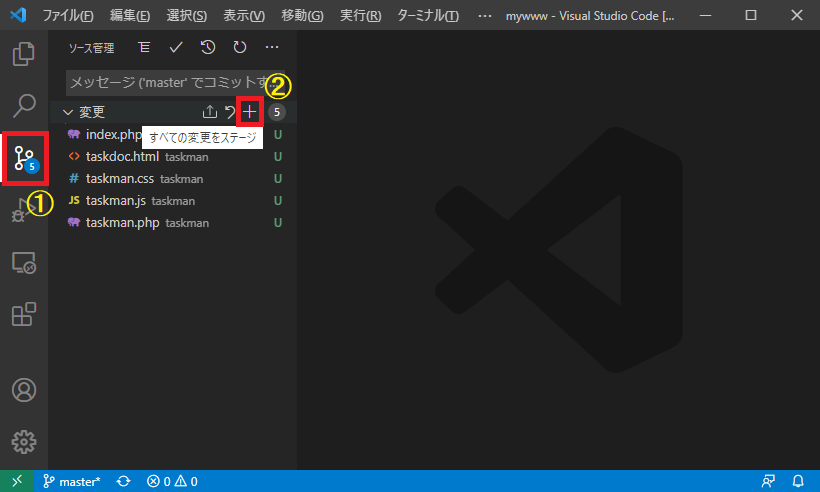 ファイル(F) 編集(E) 選択(S) 表示(V) 移動(G) 実行(R) ターミナル(T) ··· mywww - Visual Studio Code [...
ソース管理
メッセージ ('master' でコミットす
②
変更 5
index.php U
すべての変更をステージ
<> taskdoc.html taskman U
# taskman.css taskman U
JS taskman.js taskman U
taskman.php taskman U
5
①
master* 0 0